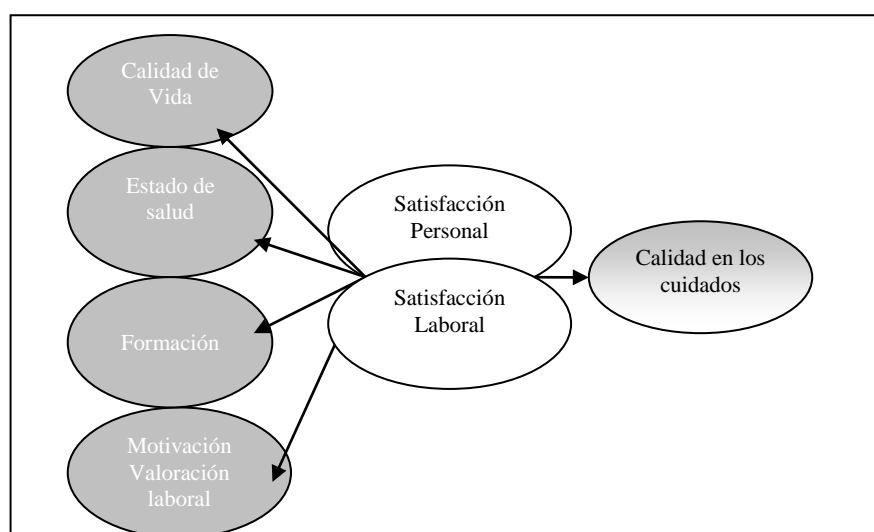 Calidad de
Vida
Estado de
salud
Formación
Motivación
Valoración
laboral
Satisfacción
Personal
Satisfacción
Laboral
Calidad en los
cuidados